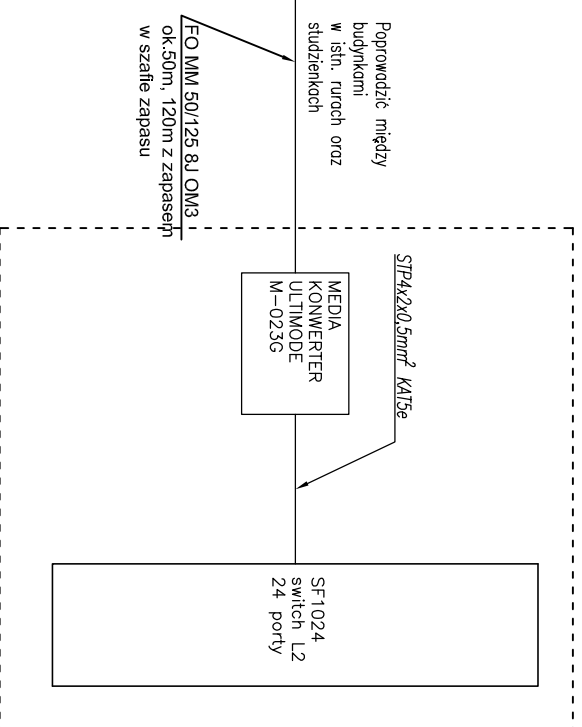 Poprowadzić między
budynkami
w istn. rurach oraz
studzienkach
FO MM 50/125 8J OM3
ok.50m, 120m z zapasem
w szafie zapasu
STP4x2x0,5mm² KAT5e
MEDIA
KONWERTER
ULTIMODE
M-023G
SF1024
switch L2
24 porty